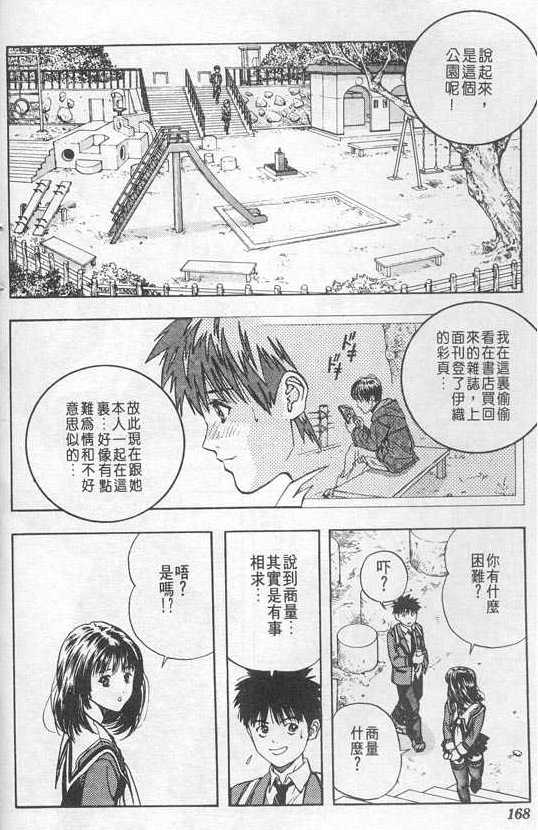 說起來，
是這個
公園呢！
我在這裏偷偷
看在書店買回
來的雜誌，上
面刊登了伊織
的彩頁…
ドキ
ドキ
故此現在跟她
本人一起在這
裏…好像有點
難為情和不好
意思似的…
你有什麼
困難？
吓？
商量
什麼？
說到商量…
其實是有事
相求…
唔？
是嗎!?
168